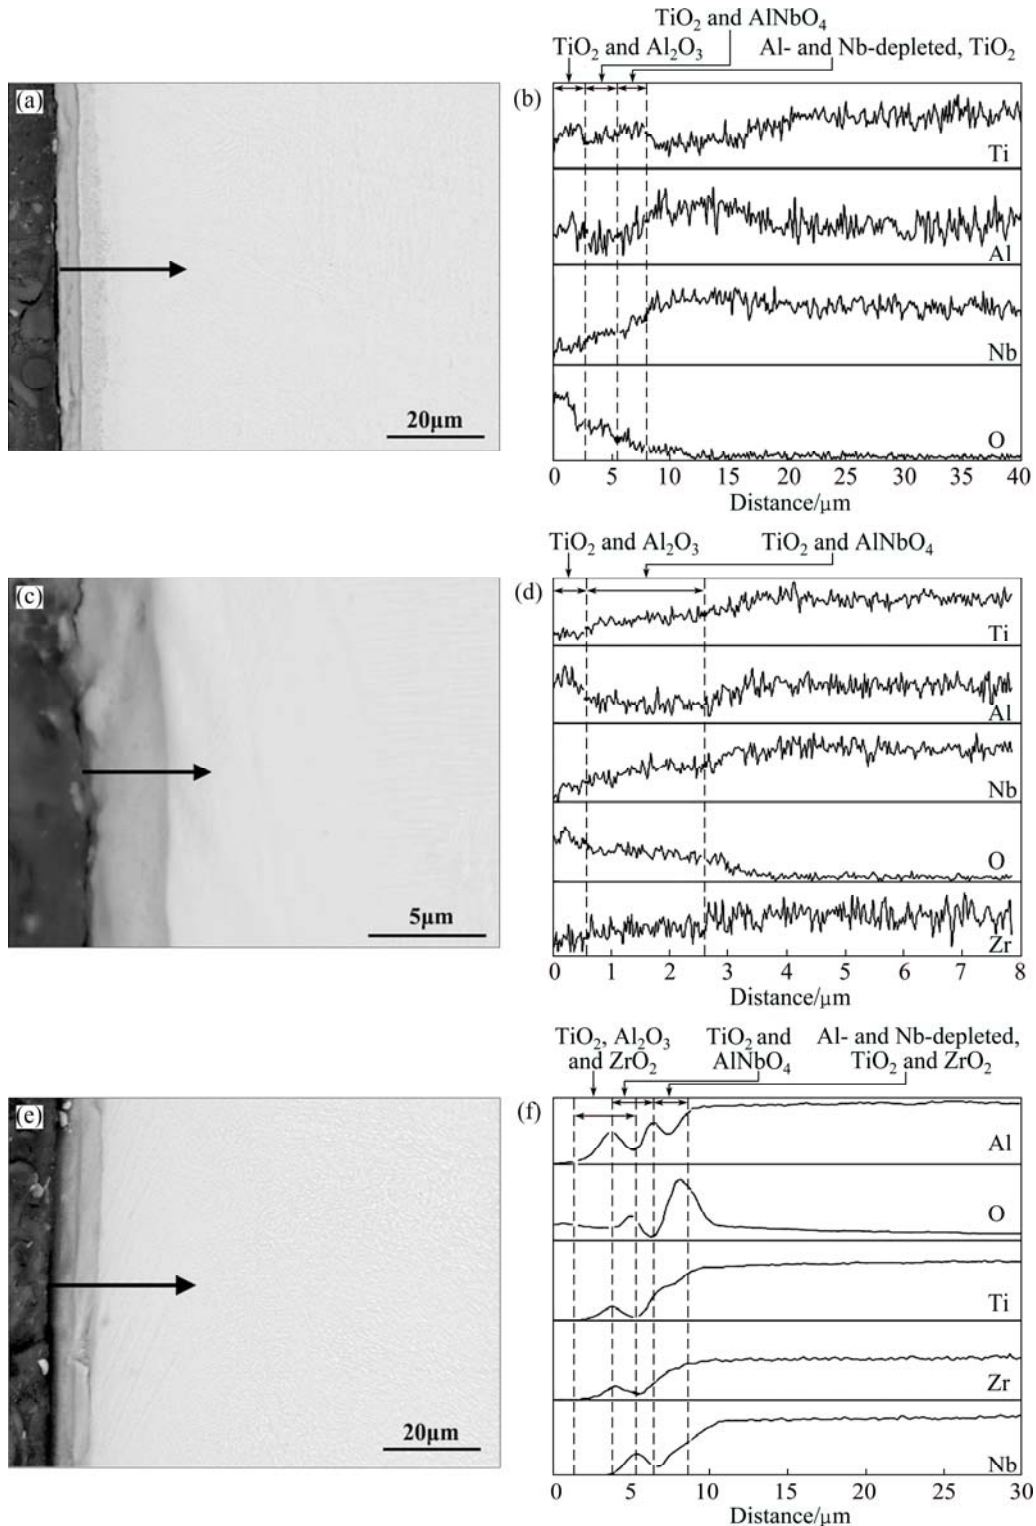 TiO2 and AlNbO4
TiO2 and Al2O3
Al- and Nb-depleted, TiO2
(a)
20μm
(b)
Ti
Al
Nb
O
0 5 10 15 20 25 30 35 40
Distance/μm
TiO2 and Al2O3
TiO2 and AlNbO4
(c)
5μm
(d)
Ti
Al
Nb
O
Zr
0 1 2 3 4 5 6 7 8
Distance/μm
TiO2, Al2O3
and ZrO2
TiO2 and
AlNbO4
Al- and Nb-depleted,
TiO2 and ZrO2
(e)
20μm
(f)
Al
O
Ti
Zr
Nb
0 5 10 15 20 25 30
Distance/μm